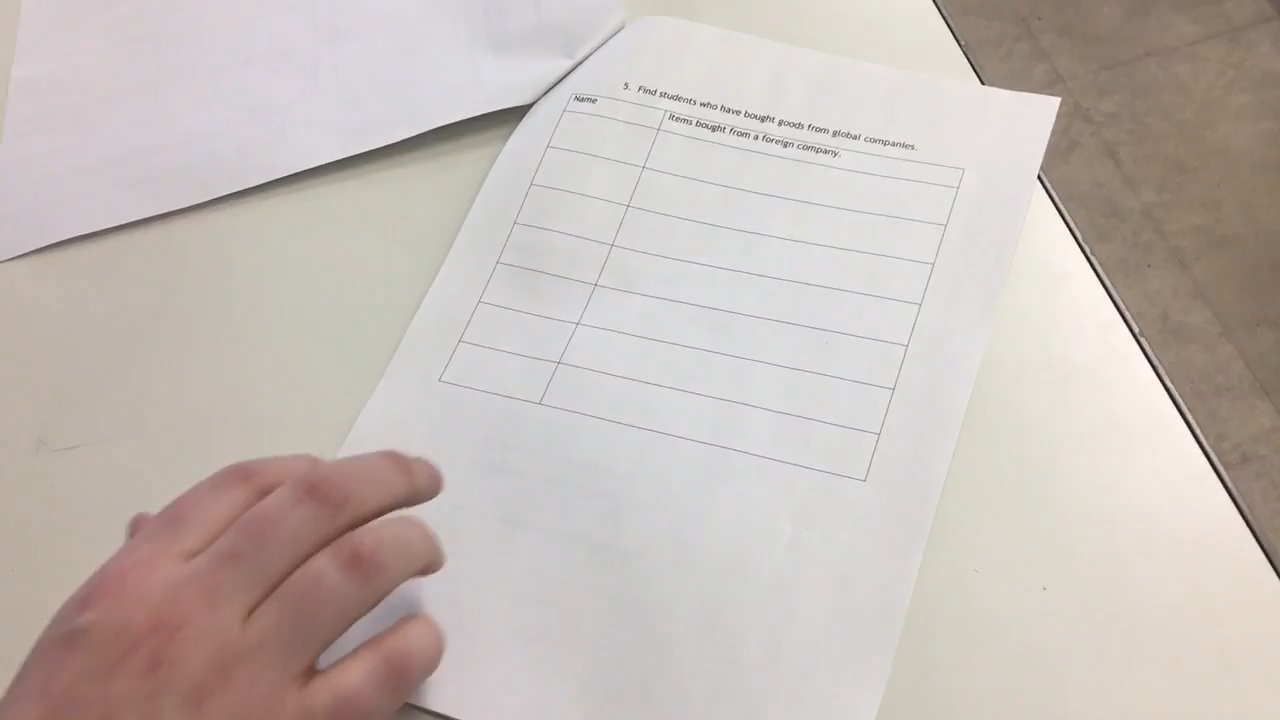 5. Find students who have bought goods from global companies.
Name
Items bought from a foreign company.